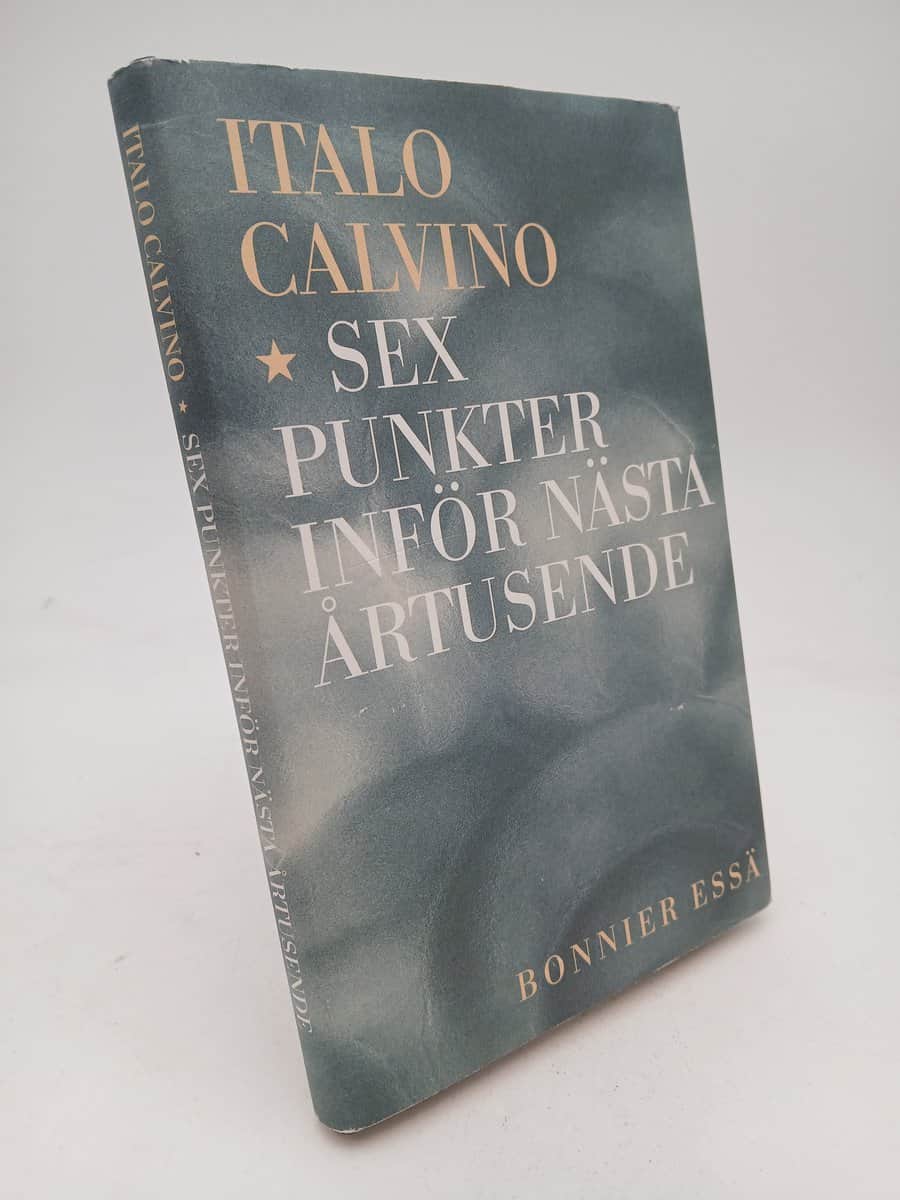 ITALO
CALVINO
★ SEX
PUNKTER
INFÖR NÄSTA
ÅRTUSENDE
BONNIER ESSÄ
ITALO CALVINO ★ SEX PUNKTER INFÖR NÄSTA ÅRTUSENDE